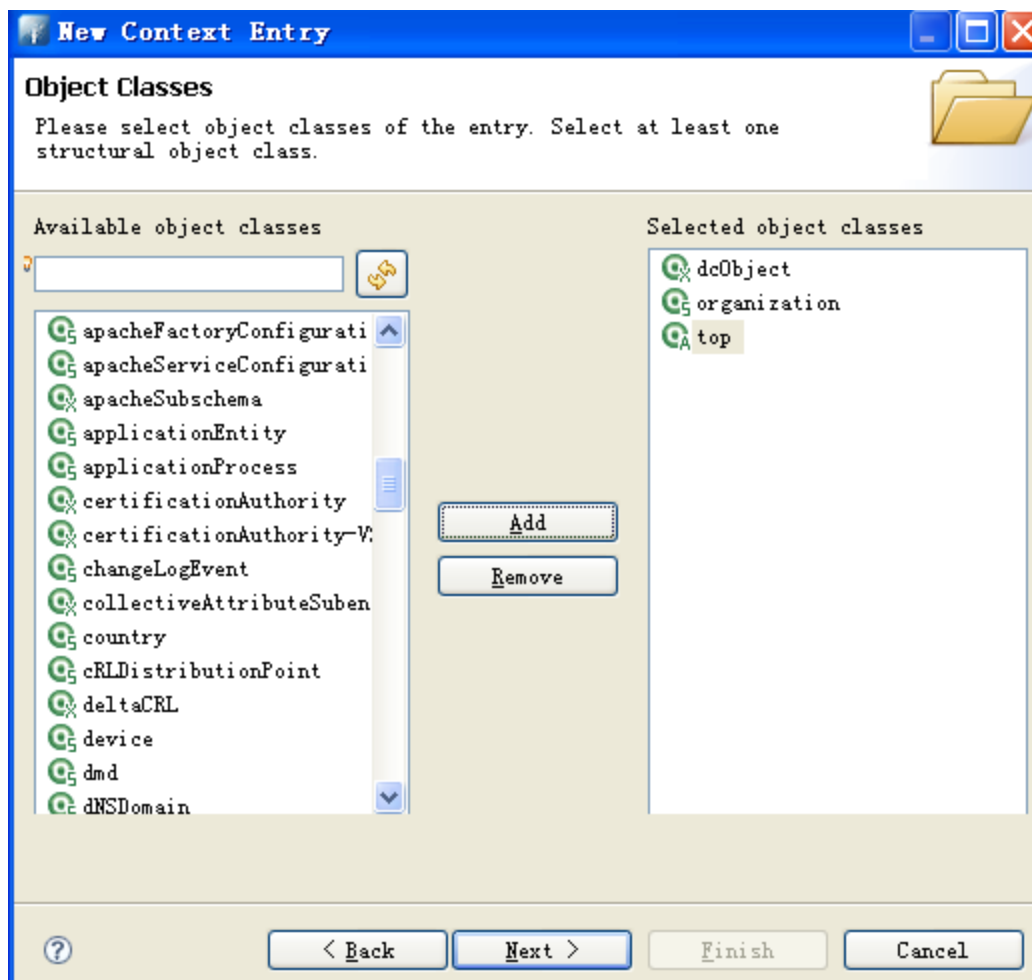 New Context Entry
Object Classes
Please select object classes of the entry. Select at least one
structural object class.
Available object classes
Selected object classes
apacheFactoryConfigurati
apacheServiceConfigurati
apacheSubschema
applicationEntity
applicationProcess
certificationAuthority
certificationAuthority-V2
changeLogEvent
collectiveAttributeSuben
country
cRLDistributionPoint
deltaCRL
device
dmd
dNSDomain
dcObject
organization
top
Add
Remove
< Back
Next >
Finish
Cancel